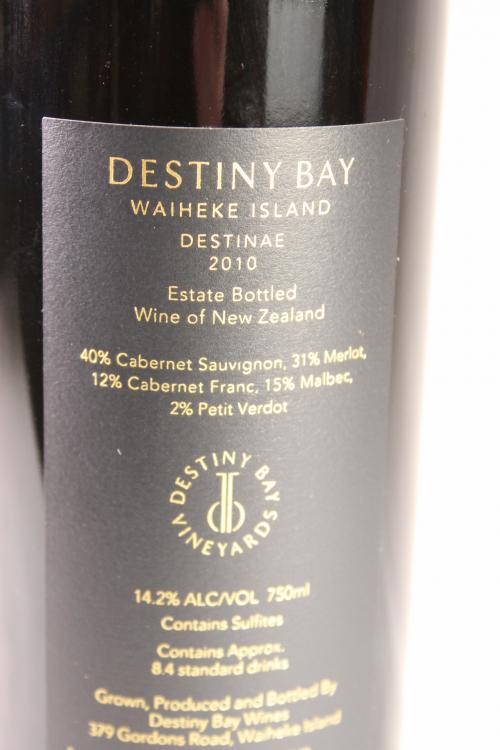 DESTINY BAY
WAIHEKE ISLAND
DESTINAE
2010
Estate Bottled
Wine of New Zealand
40% Cabernet Sauvignon, 31% Merlot,
12% Cabernet Franc, 15% Malbec,
2% Petit Verdot
DESTINY BAY
VINEYARDS
14.2% ALC/VOL 750ml
Contains Sulfites
Contains Approx.
8.4 standard drinks
Grown, Produced and Bottled By
Destiny Bay Wines
379 Gordons Road, Waiheke Island